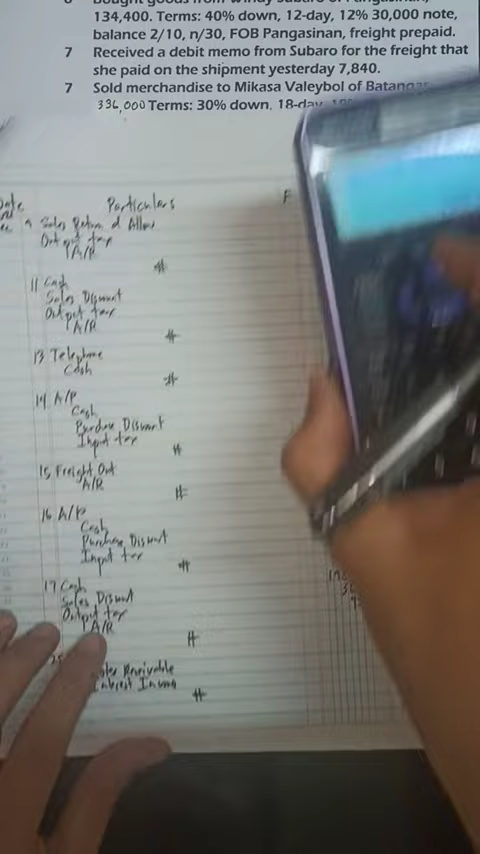 134,400. Terms: 40% down, 12-day, 12% 30,000 note,
balance 2/10, n/30, FOB Pangasinan, freight prepaid.
7 Received a debit memo from Subaro for the freight that
she paid on the shipment yesterday 7,840.
7 Sold merchandise to Mikasa Valeybol of Batangas
336,000 Terms: 30% down, 18-day
Particulars F
9 Sales Return & Allow
Output tax
A/R
#
11 Cash
Sales Discount
Output tax
A/R
#
13 Telephone
Cash
#
14 A/P
Cash
Purchase Discount
Input tax
#
15 Freight Out
A/R
#
16 A/P
Cash
Purchase Discount
Input tax
#
17 Cash
Sales Discount
Output tax
A/R
#
Receivable
Interest Income
#